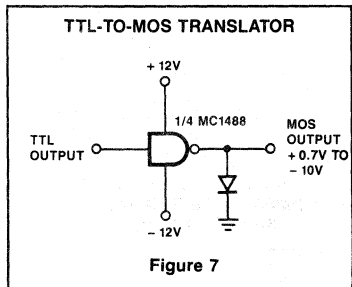 TTL-TO-MOS TRANSLATOR
+ 12V
1/4 MC1488
TTL
OUTPUT
MOS
OUTPUT
+ 0.7V TO
- 10V
- 12V
Figure 7